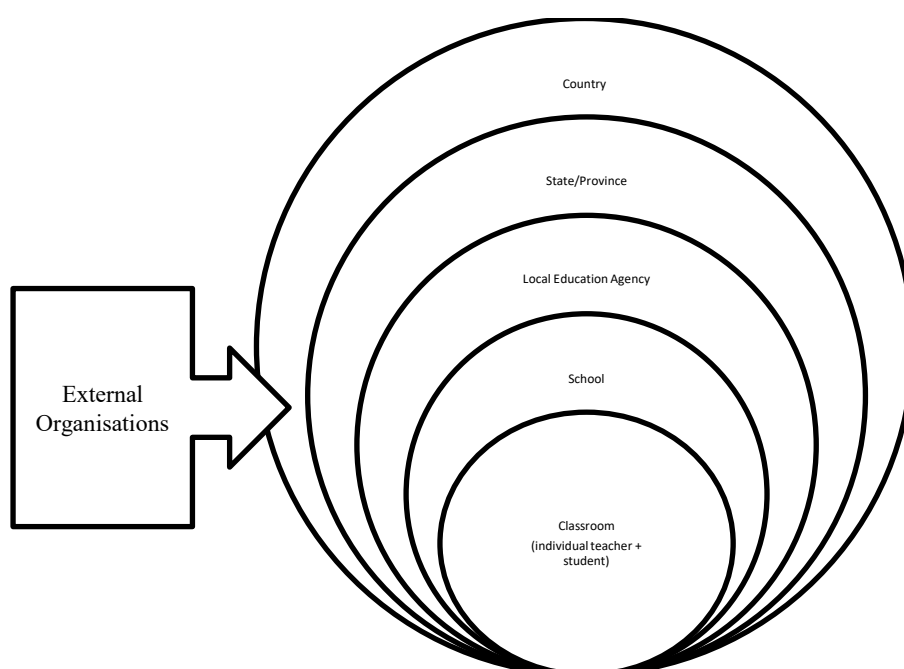 Country
State/Province
Local Education Agency
External
Organisations
School
Classroom
(individual teacher +
student)